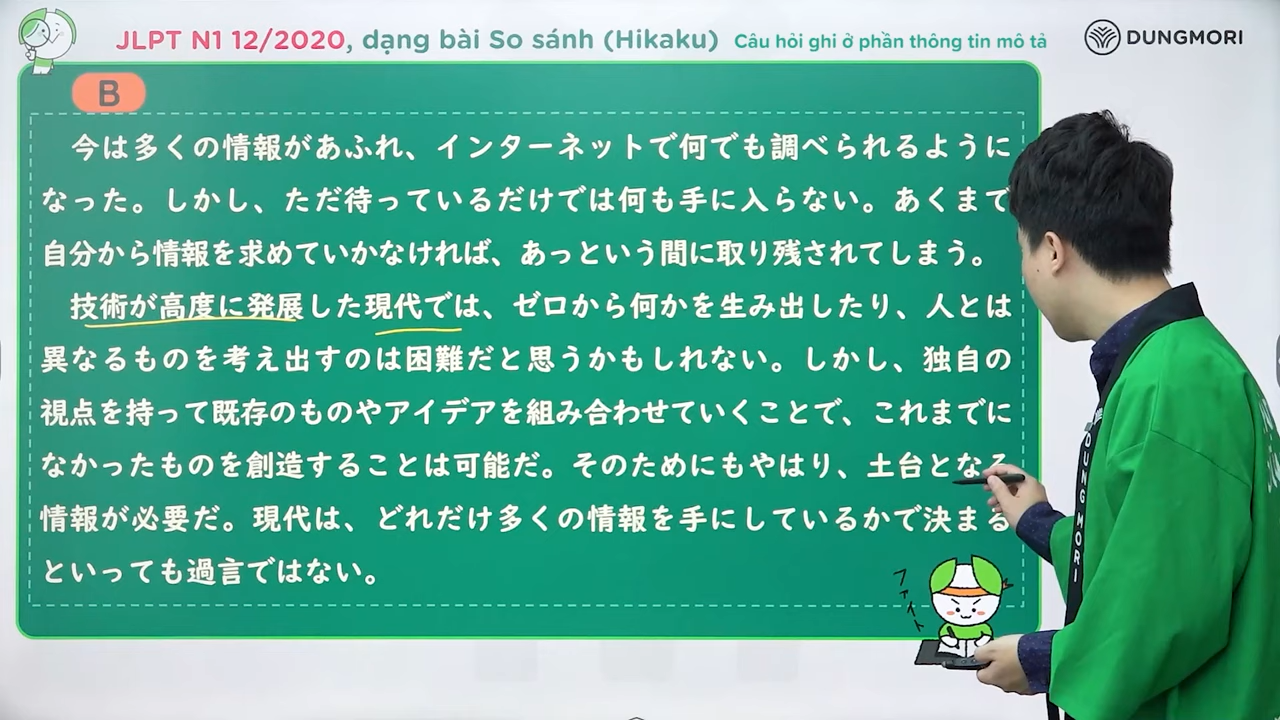 JLPT N1 12/2020, dạng bài So sánh (Hikaku) Câu hỏi ghi ở phần thông tin mô tả
DUNGMORI
B
今は多くの情報があふれ、インターネットで何でも調べられるように
なった。しかし、ただ待っているだけでは何も手に入らない。あくまで
自分から情報を求めていかなければ、あっという間に取り残されてしまう。
技術が高度に発展した現代では、ゼロから何かを生み出したり、人とは
異なるものを考え出すのは困難だと思うかもしれない。しかし、独自の
視点を持って既存のものやアイデアを組み合わせていくことで、これまでに
なかったものを創造することは可能だ。そのためにもやはり、土台となる
情報が必要だ。現代は、どれだけ多くの情報を手にしているかで決まる
といっても過言ではない。
ファイト
DUNG MORI